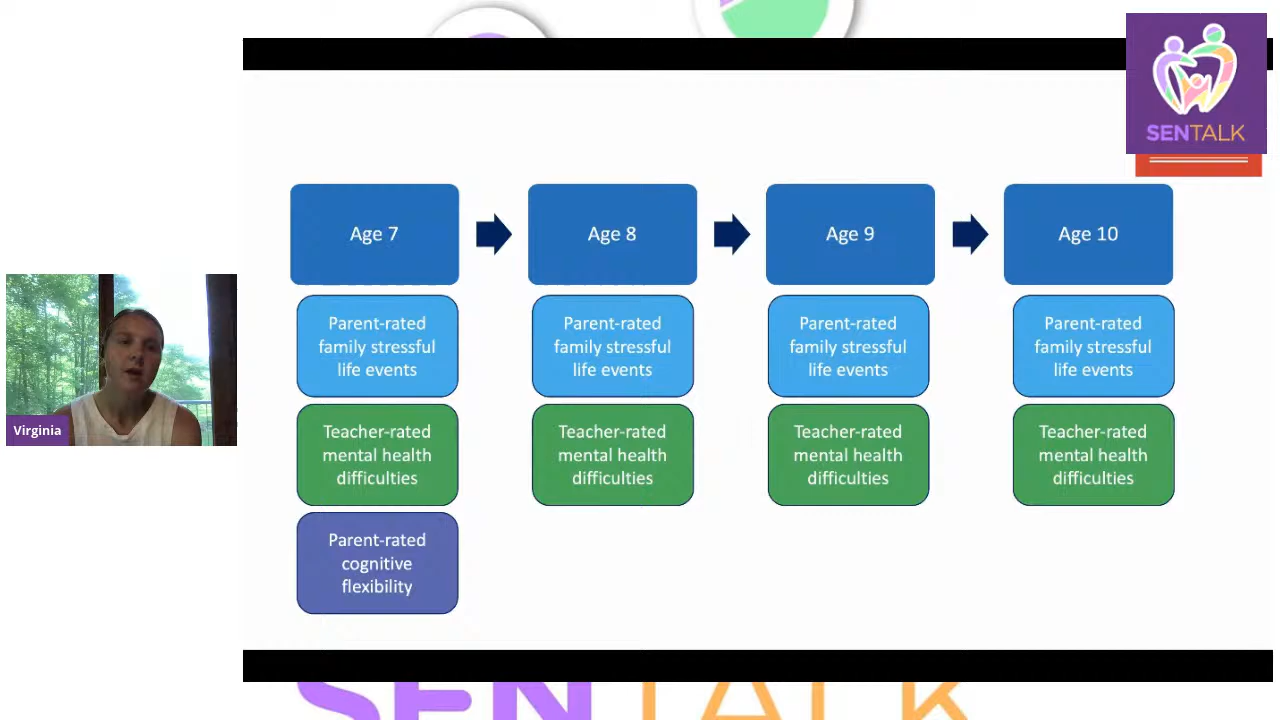 SENTALK
Age 7
Age 8
Age 9
Age 10
Parent-rated
family stressful
life events
Parent-rated
family stressful
life events
Parent-rated
family stressful
life events
Parent-rated
family stressful
life events
Teacher-rated
mental health
difficulties
Teacher-rated
mental health
difficulties
Teacher-rated
mental health
difficulties
Teacher-rated
mental health
difficulties
Parent-rated
cognitive
flexibility
Virginia
SENTALK